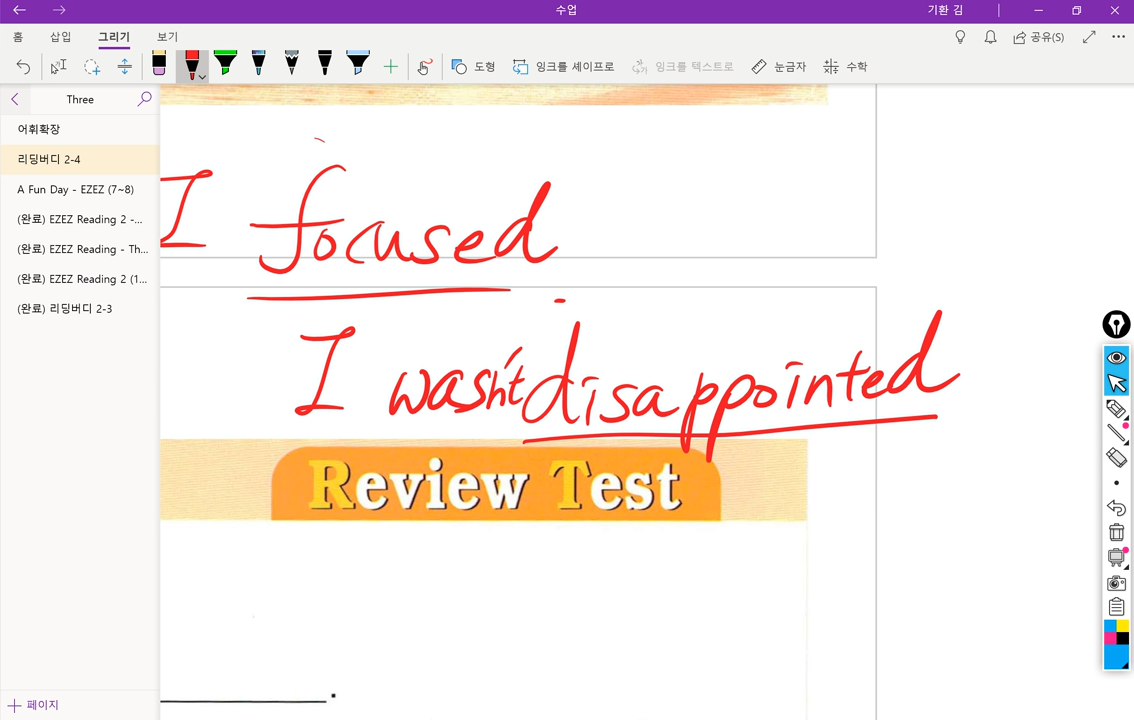 수업
기환 김
홈 삽입 그리기 보기
공유(S)
도형 잉크를 셰이프로 잉크를 텍스트로 눈금자 수학
Three
어휘확장
리딩버디 2-4
A Fun Day - EZEZ (7~8)
(완료) EZEZ Reading 2 -...
(완료) EZEZ Reading - Th...
(완료) EZEZ Reading 2 (1...
(완료) 리딩버디 2-3
페이지
I focused
I wasn't disappointed
Review Test